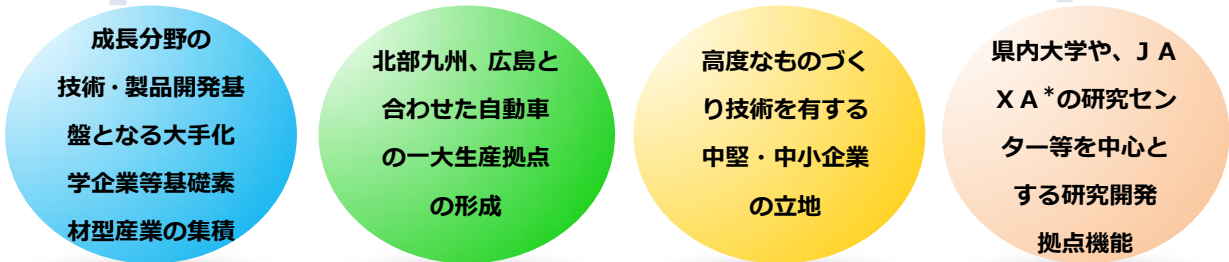 成長分野の
技術・製品開発基
盤となる大手化
学企業等基礎素
材型産業の集積
北部九州、広島と
合わせた自動車
の一大生産拠点
の形成
高度なものづく
り技術を有する
中堅・中小企業
の立地
県内大学や、ＪＡ
ＸＡ*の研究セン
ター等を中心と
する研究開発
拠点機能